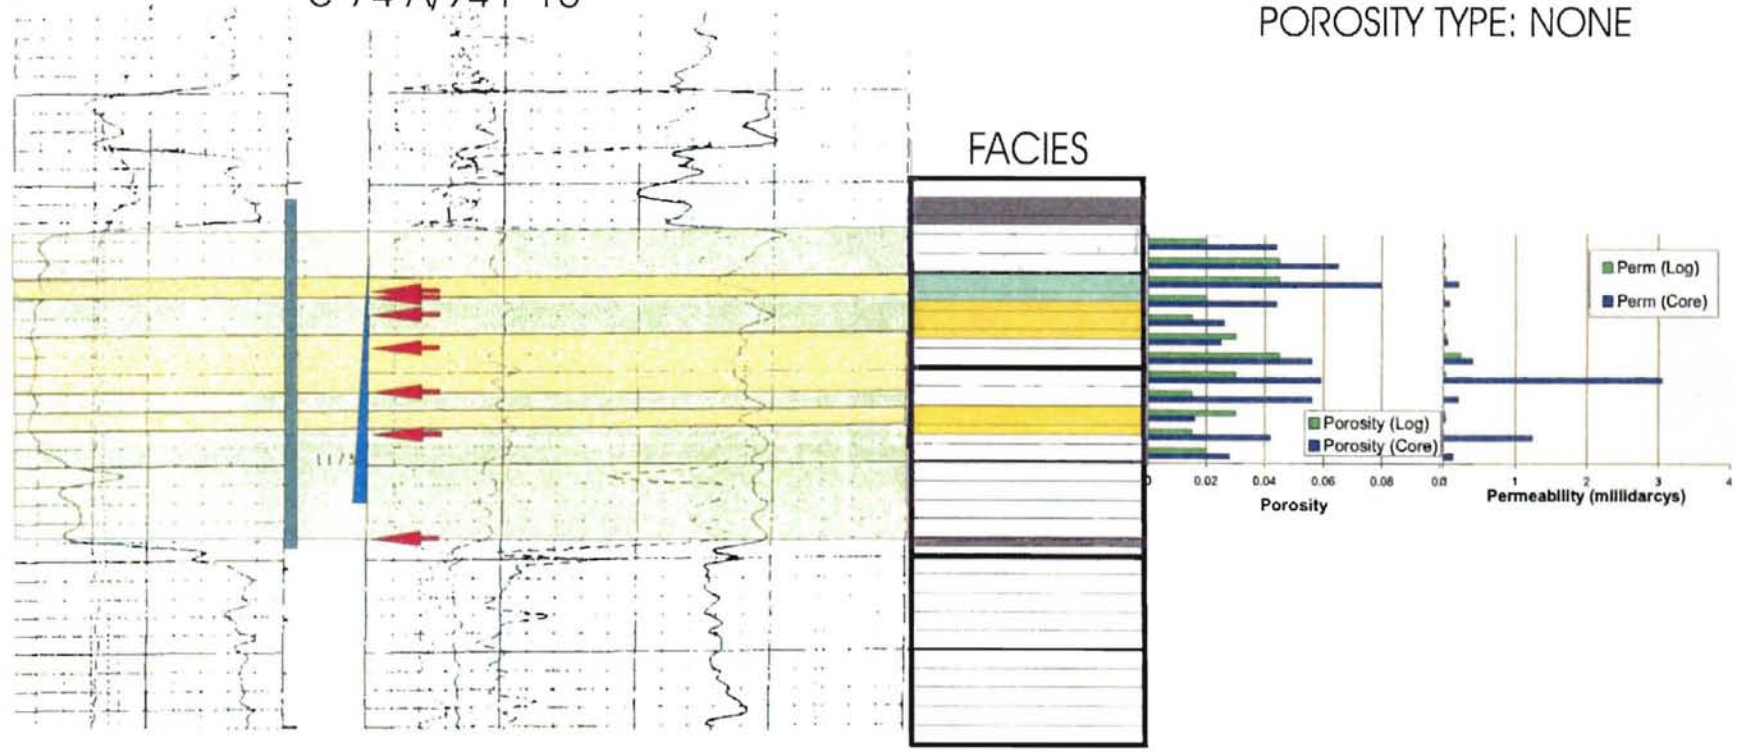 POROSITY TYPE: NONE
FACIES
Perm (Log)
Perm (Core)
Porosity (Log)
Porosity (Core)
0 0.02 0.04 0.06 0.08 0.0 1 2 3 4
Porosity
Permeability (millidarcys)